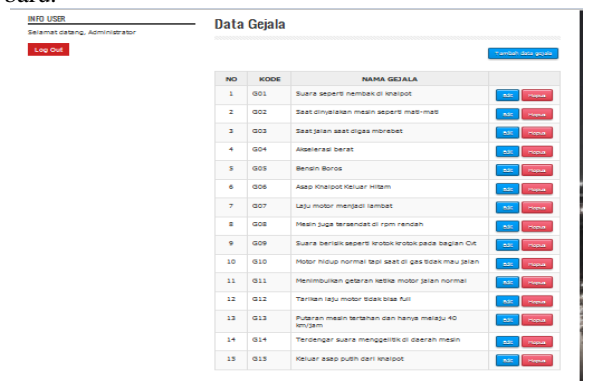 baru.
INFO USER
Selamat datang, Administrator
Log Out
Data Gejala
Tambah data gejala
NO KODE NAMA GEJALA
1 G01 Suara seperti nembak di knalpot Edit Hapus
2 G02 Saat dinyalakan mesin seperti mati-mati Edit Hapus
3 G03 Saat jalan saat digas mbrebet Edit Hapus
4 G04 Akselerasi berat Edit Hapus
5 G05 Bensin Boros Edit Hapus
6 G06 Asap Knalpot Keluar Hitam Edit Hapus
7 G07 Laju motor menjadi lambat Edit Hapus
8 G08 Mesin juga tersendat di rpm rendah Edit Hapus
9 G09 Suara berisik seperti krotok krotok pada bagian Cvt Edit Hapus
10 G10 Motor hidup normal tapi saat di gas tidak mau jalan Edit Hapus
11 G11 Menimbulkan getaran ketika motor jalan normal Edit Hapus
12 G12 Tarikan laju motor tidak bisa full Edit Hapus
13 G13 Putaran mesin tertahan dan hanya melaju 40
km/jam Edit Hapus
14 G14 Terdengar suara menggelitik di daerah mesin Edit Hapus
15 G15 Keluar asap putih dari knalpot Edit Hapus